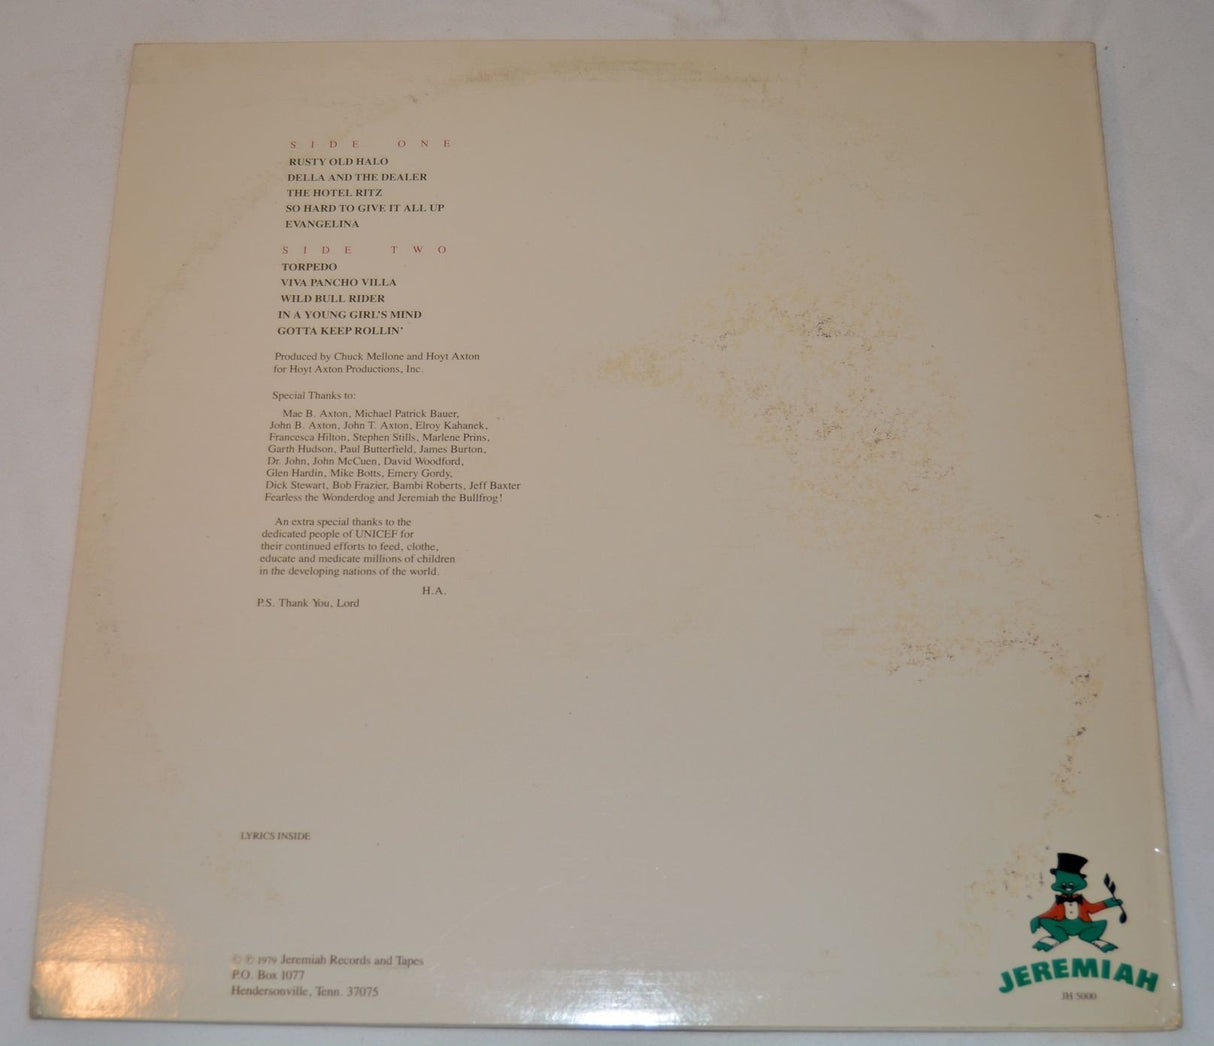 SIDE ONE
RUSTY OLD HALO
DELLA AND THE DEALER
THE HOTEL RITZ
SO HARD TO GIVE IT ALL UP
EVANGELINA
SIDE TWO
TORPEDO
VIVA PANCHO VILLA
WILD BULL RIDER
IN A YOUNG GIRL'S MIND
GOTTA KEEP ROLLIN'
Produced by Chuck Mellone and Hoyt Axton
for Hoyt Axton Productions, Inc.
Special Thanks to:
Mae B. Axton, Michael Patrick Bauer,
John B. Axton, John T. Axton, Elroy Kahanek,
Francesca Hilton, Stephen Stills, Marlene Prins,
Garth Hudson, Paul Butterfield, James Burton,
Dr. John, John McCuen, David Woodford,
Glen Hardin, Mike Botts, Emery Gordy,
Dick Stewart, Bob Frazier, Bambi Roberts, Jeff Baxter
Fearless the Wonderdog and Jeremiah the Bullfrog!
An extra special thanks to the
dedicated people of UNICEF for
their continued efforts to feed, clothe,
educate and medicate millions of children
in the developing nations of the world.
H.A.
P.S. Thank You, Lord
LYRICS INSIDE
© ℗ 1979 Jeremiah Records and Tapes
P.O. Box 1077
Hendersonville, Tenn. 37075
JEREMIAH
JH 5000